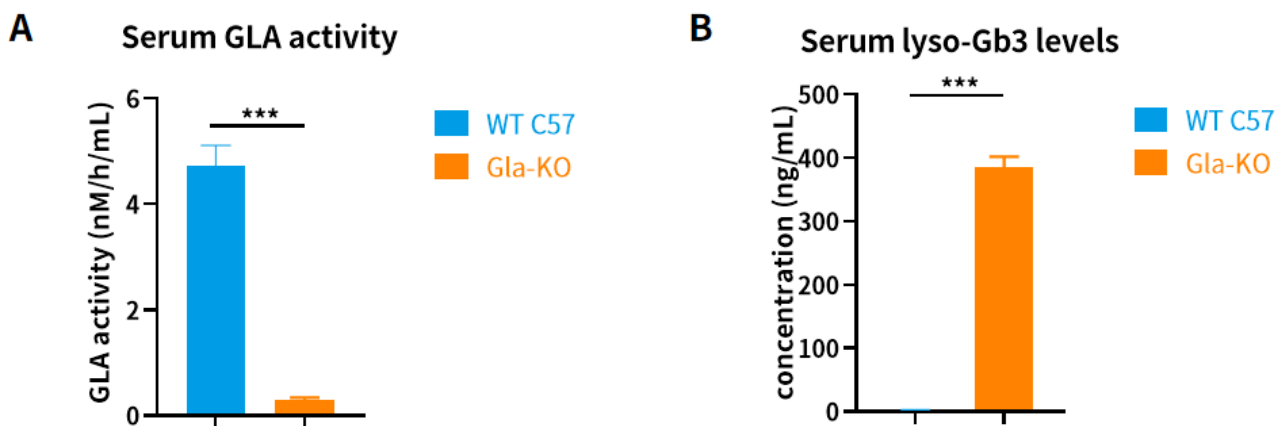 A
Serum GLA activity
GLA activity (nM/h/mL)
6
4
2
0
***
WT C57
Gla-KO
B
Serum lyso-Gb3 levels
concentration (ng/mL)
500
400
300
200
100
0
***
WT C57
Gla-KO